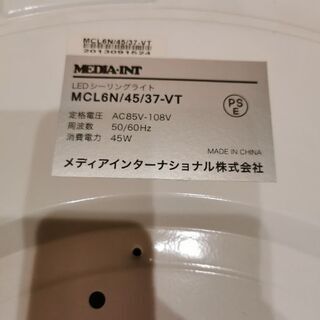 MCL6N/45/37-VT
2013091524
MEDIA-INT
LEDシーリングライト
MCL6N/45/37-VT
定格電圧 AC85V-108V
周波数 50/60Hz
消費電力 45W
PS
E
メディアインターナショナル株式会社
MADE IN CHINA